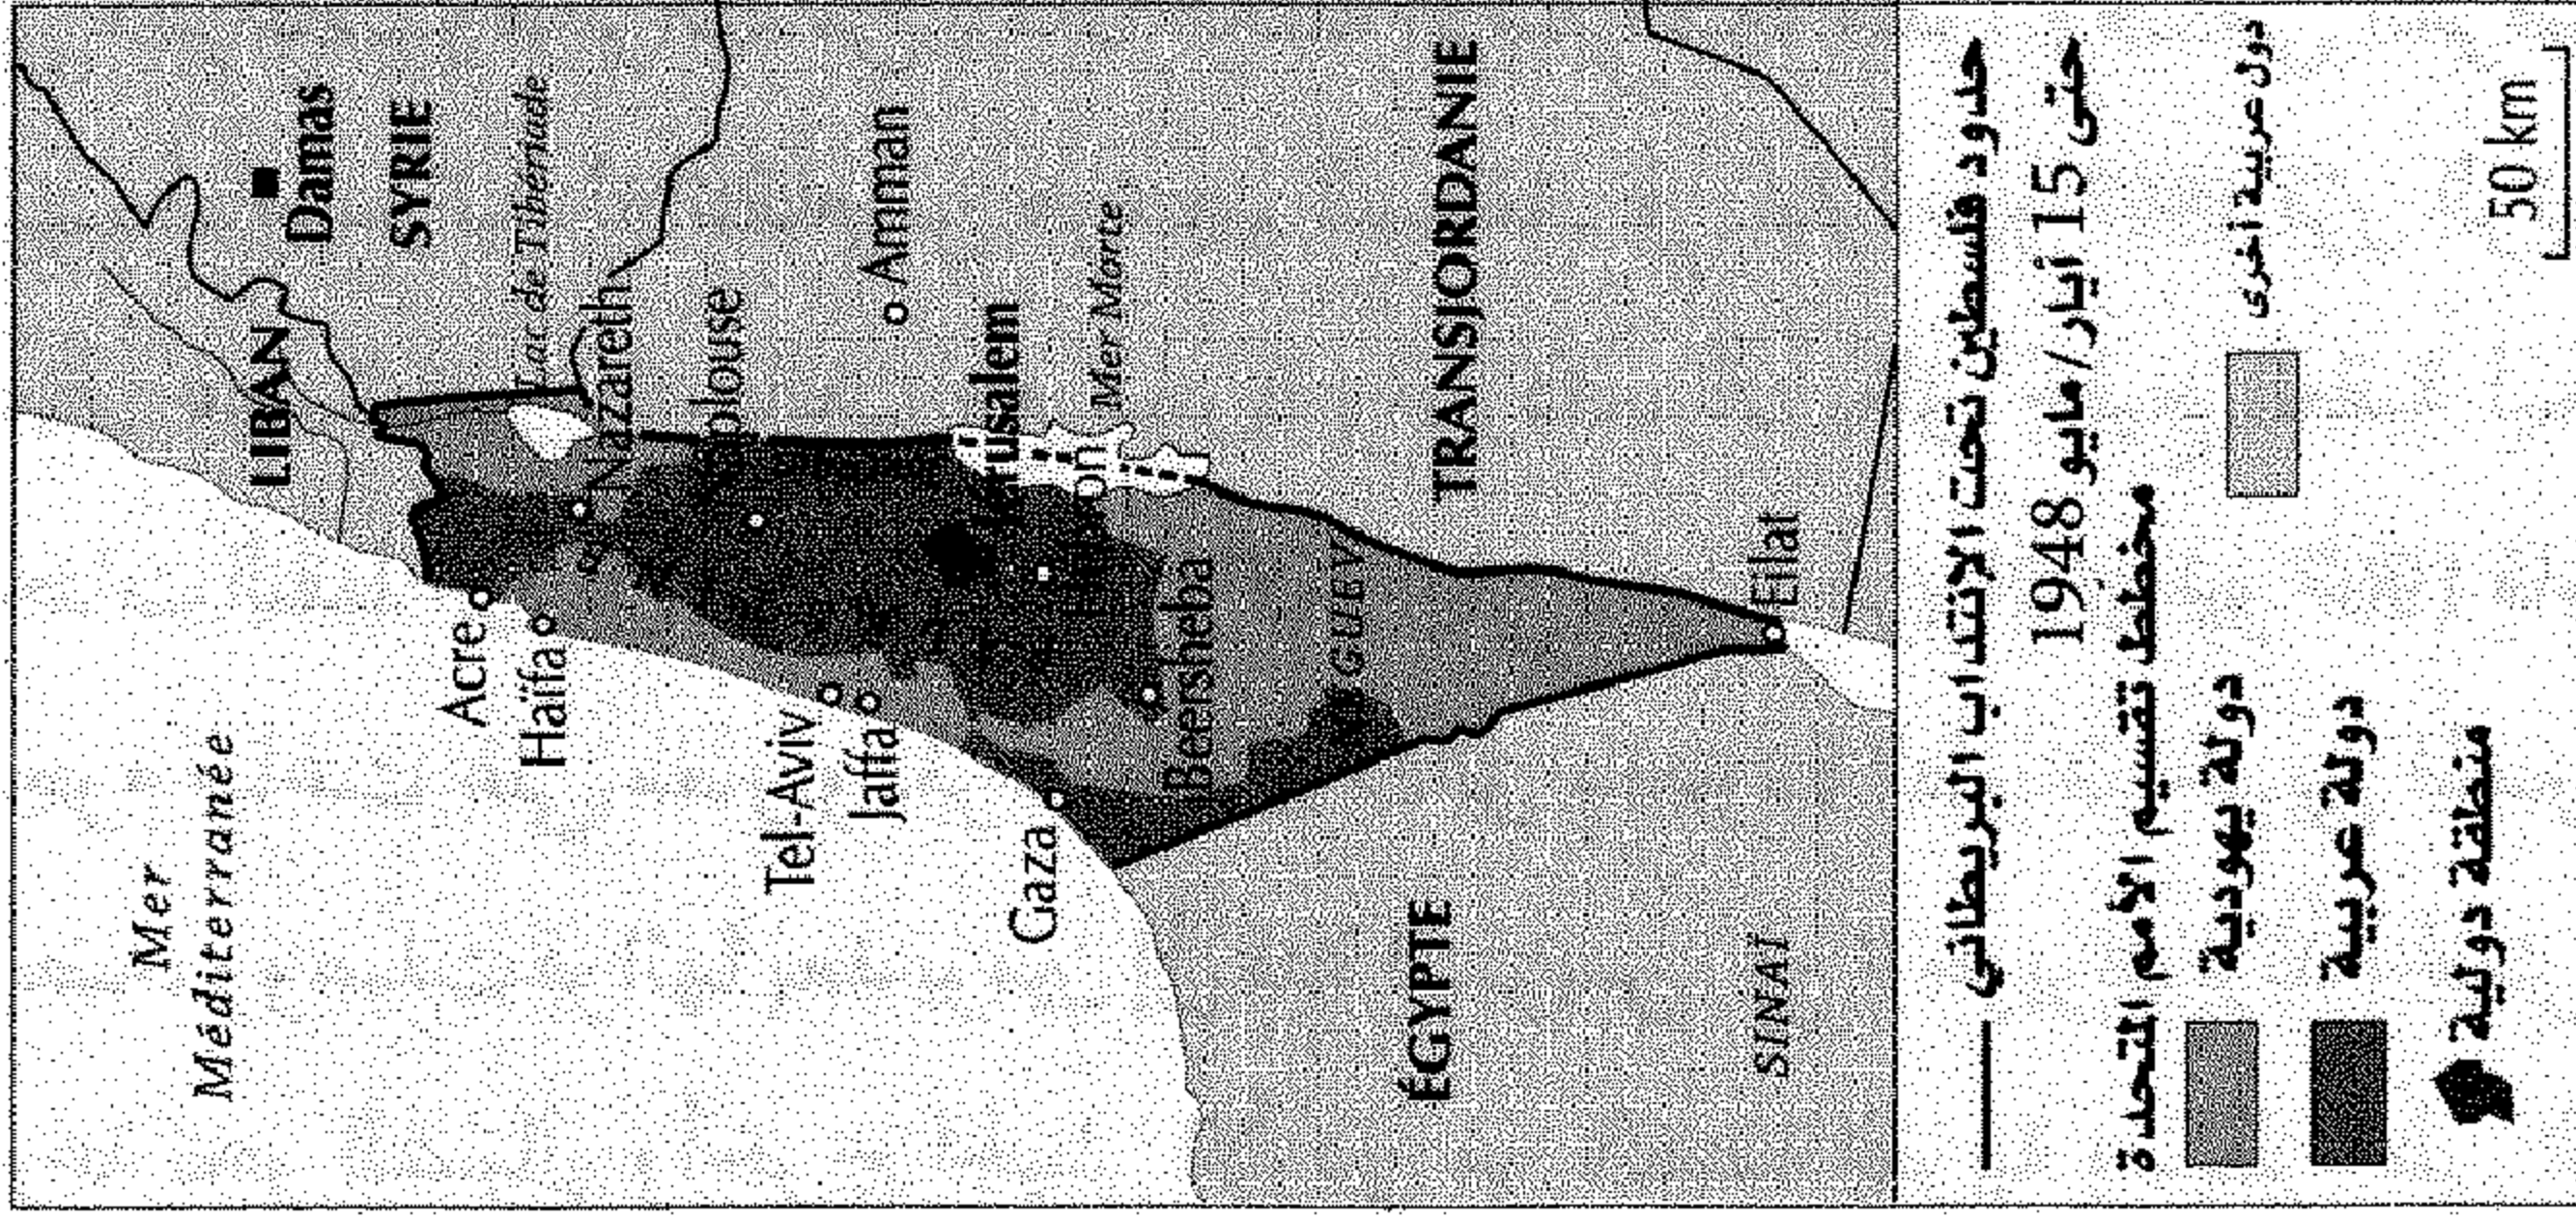 Mer
Méditerranée
LIBAN
Damas
SYRIE
Acre
Lac de Tibériade
Haïfa
Nazareth
Naplouse
Tel-Aviv
Jaffa
Amman
Jérusalem
Gaza
Mer Morte
Beersheba
ÉGYPTE
TRANSJORDANIE
SINAÏ
Eilat
حدود فلسطين تحت الانتداب البريطاني
حتى 15 أيار/مايو 1948
مخطط تقسيم الأمم المتحدة
دولة يهودية
دول عربية أخرى
دولة عربية
منطقة دولية
50 km